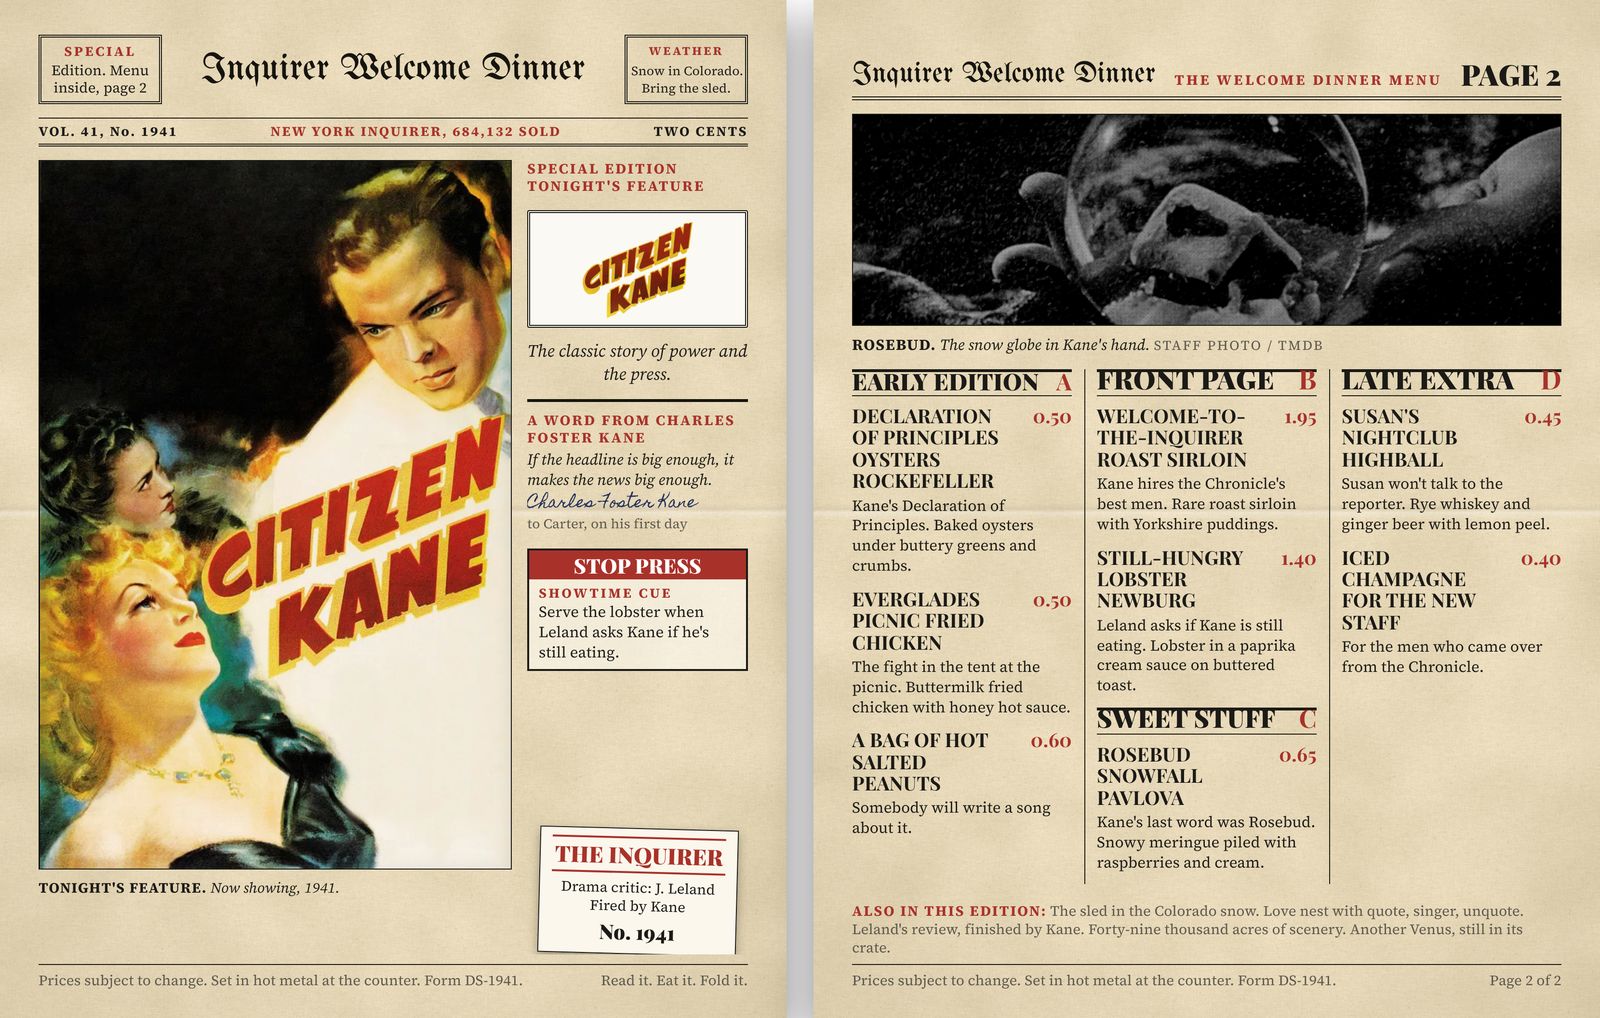 SPECIAL
Edition. Menu
inside, page 2
Inquirer Welcome Dinner
WEATHER
Snow in Colorado.
Bring the sled.
VOL. 41, No. 1941
NEW YORK INQUIRER, 684,132 SOLD
TWO CENTS
CITIZEN
KANE
TONIGHT'S FEATURE. Now showing, 1941.
SPECIAL EDITION
TONIGHT'S FEATURE
CITIZEN
KANE
The classic story of power and
the press.
A WORD FROM CHARLES
FOSTER KANE
If the headline is big enough, it
makes the news big enough.
Charles Foster Kane
to Carter, on his first day
STOP PRESS
SHOWTIME CUE
Serve the lobster when
Leland asks Kane if he's
still eating.
THE INQUIRER
Drama critic: J. Leland
Fired by Kane
No. 1941
Prices subject to change. Set in hot metal at the counter. Form DS-1941.
Read it. Eat it. Fold it.
Inquirer Welcome Dinner
THE WELCOME DINNER MENU
PAGE 2
ROSEBUD. The snow globe in Kane's hand. STAFF PHOTO / TMDB
EARLY EDITION A
DECLARATION 0.50
OF PRINCIPLES
OYSTERS
ROCKEFELLER
Kane's Declaration of
Principles. Baked oysters
under buttery greens and
crumbs.
EVERGLADES 0.50
PICNIC FRIED
CHICKEN
The fight in the tent at the
picnic. Buttermilk fried
chicken with honey hot sauce.
A BAG OF HOT 0.60
SALTED
PEANUTS
Somebody will write a song
about it.
FRONT PAGE B
WELCOME-TO- 1.95
THE-INQUIRER
ROAST SIRLOIN
Kane hires the Chronicle's
best men. Rare roast sirloin
with Yorkshire puddings.
STILL-HUNGRY 1.40
LOBSTER
NEWBURG
Leland asks if Kane is still
eating. Lobster in a paprika
cream sauce on buttered
toast.
SWEET STUFF C
ROSEBUD 0.65
SNOWFALL
PAVLOVA
Kane's last word was Rosebud.
Snowy meringue piled with
raspberries and cream.
LATE EXTRA D
SUSAN'S 0.45
NIGHTCLUB
HIGHBALL
Susan won't talk to the
reporter. Rye whiskey and
ginger beer with lemon peel.
ICED 0.40
CHAMPAGNE
FOR THE NEW
STAFF
For the men who came over
from the Chronicle.
ALSO IN THIS EDITION: The sled in the Colorado snow. Love nest with quote, singer, unquote.
Leland's review, finished by Kane. Forty-nine thousand acres of scenery. Another Venus, still in its
crate.
Prices subject to change. Set in hot metal at the counter. Form DS-1941.
Page 2 of 2